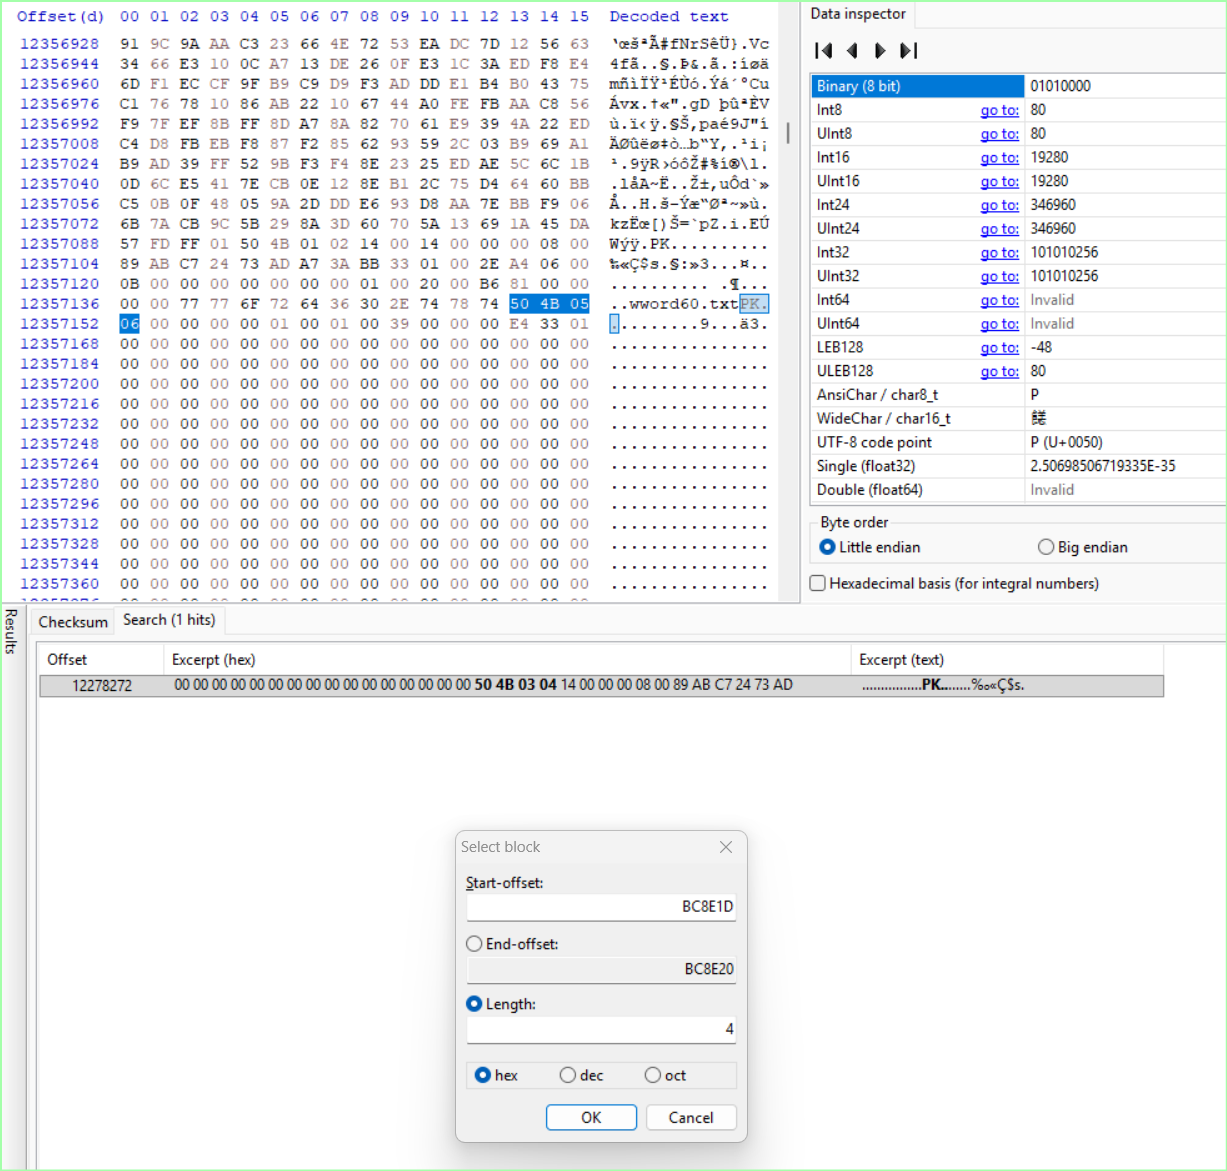 Offset(d) 00 01 02 03 04 05 06 07 08 09 10 11 12 13 14 15 Decoded text
12356928 91 9C 9A AA C3 23 66 4E 72 53 EA DC 7D 12 56 63 ‘œšªÃ#fNrSêÜ}.Vc
12356944 34 66 E3 10 0C A7 13 DE 26 0F E3 1C 3A ED F8 E4 4fã..§.Þ&.ã.:íøä
12356960 6D F1 EC CF 9F B9 C9 D9 F3 AD DD E1 B4 B0 43 75 mñìÏŸ¹ÉÙó.Ýá´°Cu
12356976 C1 76 78 10 86 AB 22 10 67 44 A0 FE FB AA C8 56 Ávx.†«".gD þûªÈV
12356992 F9 7F EF 8B FF 8D A7 8A 82 70 61 E9 39 4A 22 ED ù.ï‹ÿ.§Š‚paé9J"í
12357008 C4 D8 FB EB F8 87 F2 85 62 93 59 2C 03 B9 69 A1 ÄØûëø‡ò…b“Y,.¹i¡
12357024 B9 AD 39 FF 52 9B F3 F4 8E 23 25 ED AE 5C 6C 1B ¹.9ÿR›óôŽ#%í®\l.
12357040 0D 6C E5 41 7E CB 0E 12 8E B1 2C 75 D4 64 60 BB .låA~Ë..Ž±,uÔd`»
12357056 C5 0B 0F 48 05 9A 2D DD E6 93 D8 AA 7E BB F9 06 Å..H.š-Ýæ“Øª~»ù.
12357072 6B 7A CB 9C 5B 29 8A 3D 60 70 5A 13 69 1A 45 DA kzËœ[)Š=`pZ.i.EÚ
12357088 57 FD FF 01 50 4B 01 02 14 00 14 00 00 00 08 00 Wýÿ.PK..........
12357104 89 AB C7 24 73 AD A7 3A BB 33 01 00 2E A4 06 00 ‰«Ç$s.§:»3...¤..
12357120 0B 00 00 00 00 00 00 00 01 00 20 00 B6 81 00 00 .......... .¶...
12357136 00 00 77 77 6F 72 64 36 30 2E 74 78 74 50 4B 05 ..wword60.txtPK.
12357152 06 00 00 00 00 01 00 01 00 39 00 00 00 E4 33 01 .........9...ä3.
12357168 00 00 00 00 00 00 00 00 00 00 00 00 00 00 00 00 ................
12357184 00 00 00 00 00 00 00 00 00 00 00 00 00 00 00 00 ................
12357200 00 00 00 00 00 00 00 00 00 00 00 00 00 00 00 00 ................
12357216 00 00 00 00 00 00 00 00 00 00 00 00 00 00 00 00 ................
12357232 00 00 00 00 00 00 00 00 00 00 00 00 00 00 00 00 ................
12357248 00 00 00 00 00 00 00 00 00 00 00 00 00 00 00 00 ................
12357264 00 00 00 00 00 00 00 00 00 00 00 00 00 00 00 00 ................
12357280 00 00 00 00 00 00 00 00 00 00 00 00 00 00 00 00 ................
12357296 00 00 00 00 00 00 00 00 00 00 00 00 00 00 00 00 ................
12357312 00 00 00 00 00 00 00 00 00 00 00 00 00 00 00 00 ................
12357328 00 00 00 00 00 00 00 00 00 00 00 00 00 00 00 00 ................
12357344 00 00 00 00 00 00 00 00 00 00 00 00 00 00 00 00 ................
12357360 00 00 00 00 00 00 00 00 00 00 00 00 00 00 00 00 ................
Data inspector
Binary (8 bit) 01010000
Int8 go to: 80
UInt8 go to: 80
Int16 go to: 19280
UInt16 go to: 19280
Int24 go to: 346960
UInt24 go to: 346960
Int32 go to: 101010256
UInt32 go to: 101010256
Int64 go to: Invalid
UInt64 go to: Invalid
LEB128 go to: -48
ULEB128 go to: 80
AnsiChar / char8_t P
WideChar / char16_t
UTF-8 code point P (U+0050)
Single (float32) 2.50698506719335E-35
Double (float64) Invalid
Byte order
Little endian Big endian
Hexadecimal basis (for integral numbers)
Results
Checksum Search (1 hits)
Offset Excerpt (hex) Excerpt (text)
12278272 00 00 00 00 00 00 00 00 00 00 00 00 00 00 00 00 50 4B 03 04 14 00 00 00 08 00 89 AB C7 24 73 AD ................PK........‰«Ç$s.
Select block
Start-offset:
BC8E1D
End-offset:
BC8E20
Length:
4
hex dec oct
OK Cancel